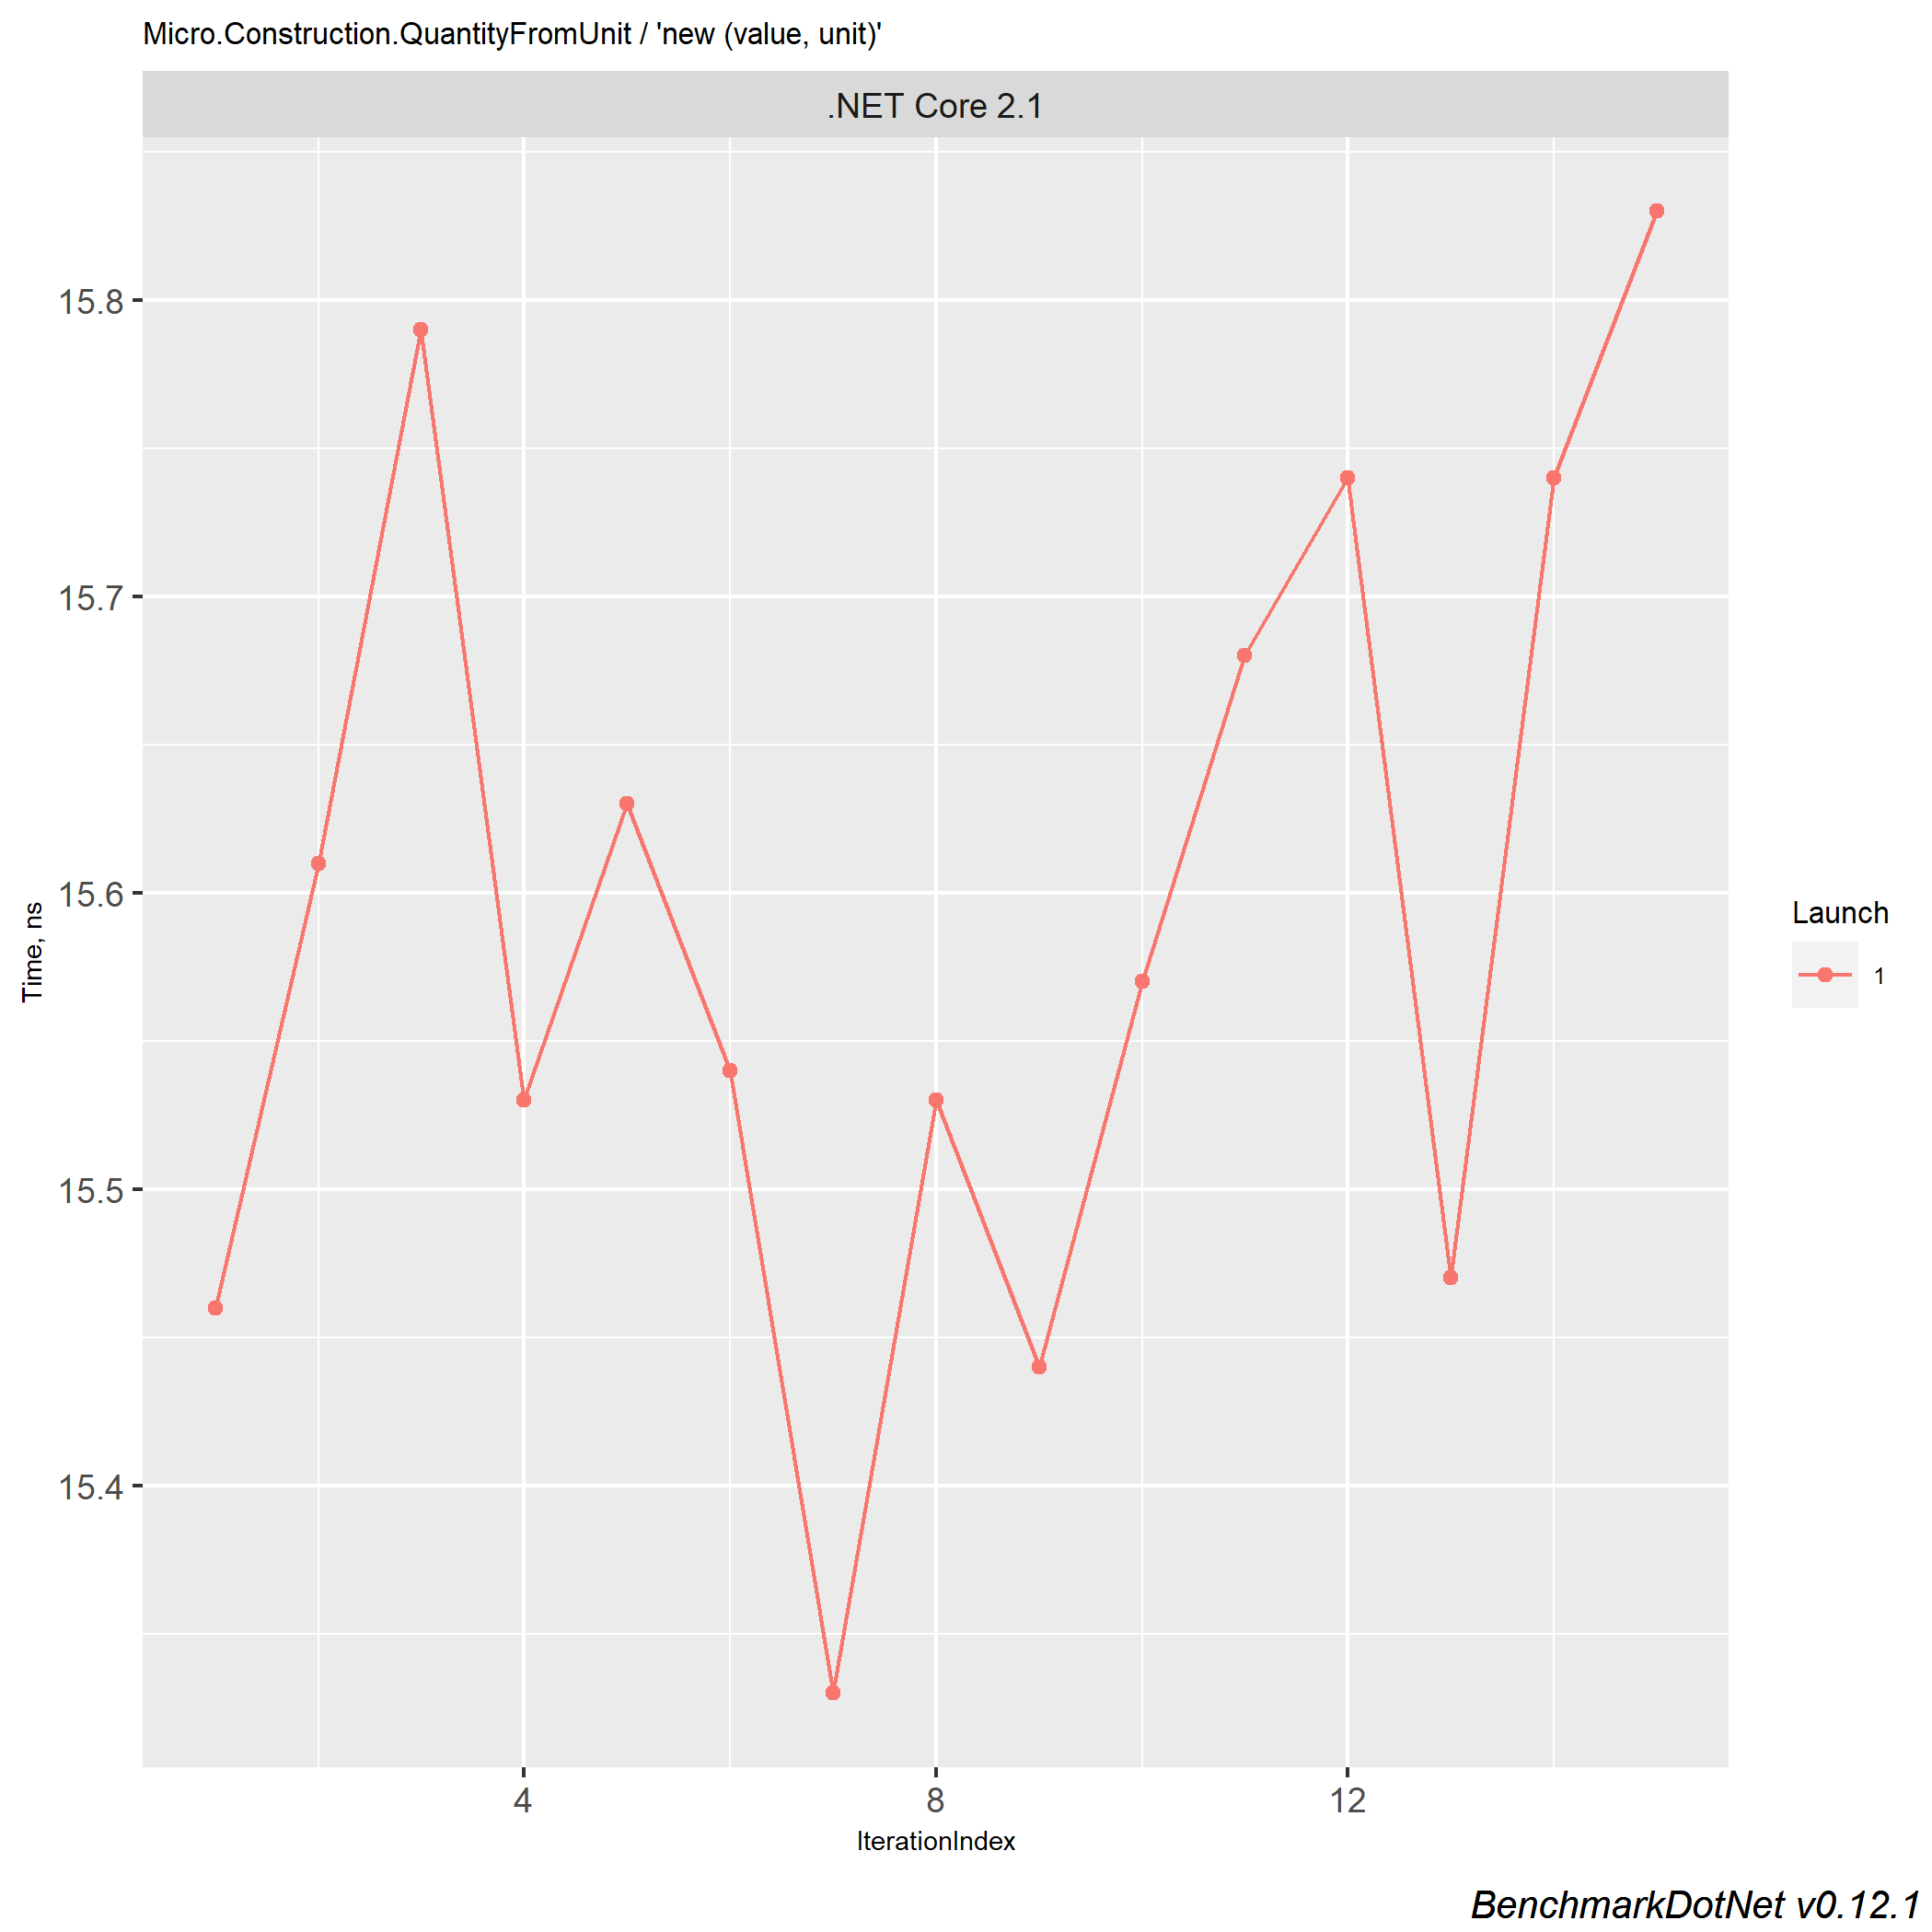 Micro.Construction.QuantityFromUnit / 'new (value, unit)'
.NET Core 2.1
15.8
15.7
15.6
15.5
15.4
Time, ns
4
8
12
IterationIndex
Launch
1
BenchmarkDotNet v0.12.1